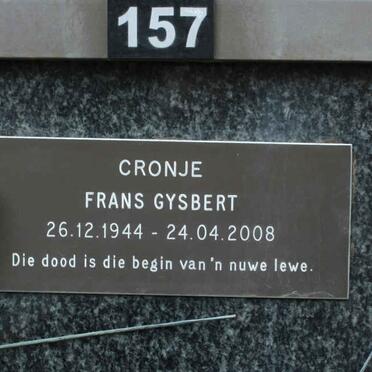 157
CRONJE
FRANS GYSBERT
26.12.1944 - 24.04.2008
Die dood is die begin van 'n nuwe lewe.